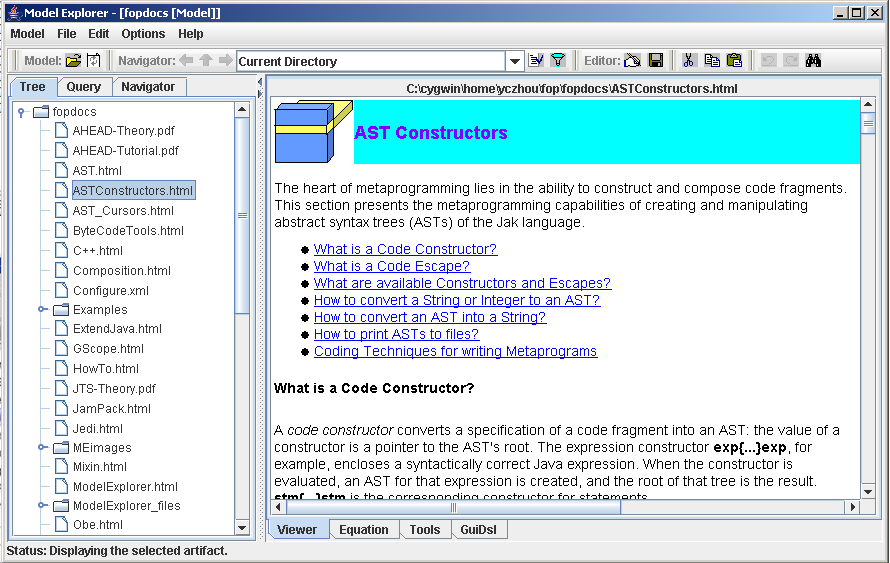 Model Explorer - [fopdocs [Model]]
Model File Edit Options Help
Model: Navigator: Current Directory Editor:
Tree Query Navigator
fopdocs
AHEAD-Theory.pdf
AHEAD-Tutorial.pdf
AST.html
ASTConstructors.html
AST_Cursors.html
ByteCodeTools.html
C++.html
Composition.html
Configure.xml
Examples
ExtendJava.html
GScope.html
HowTo.html
JTS-Theory.pdf
JamPack.html
Jedi.html
MEimages
Mixin.html
ModelExplorer.html
ModelExplorer_files
Obe.html
C:\cygwin\home\yczhou\fop\fopdocs\ASTConstructors.html
AST Constructors
The heart of metaprogramming lies in the ability to construct and compose code fragments.
This section presents the metaprogramming capabilities of creating and manipulating
abstract syntax trees (ASTs) of the Jak language.
What is a Code Constructor?
What is a Code Escape?
What are available Constructors and Escapes?
How to convert a String or Integer to an AST?
How to convert an AST into a String?
How to print ASTs to files?
Coding Techniques for writing Metaprograms
What is a Code Constructor?
A code constructor converts a specification of a code fragment into an AST: the value of a
constructor is a pointer to the AST's root. The expression constructor exp{...}exp, for
example, encloses a syntactically correct Java expression. When the constructor is
evaluated, an AST for that expression is created, and the root of that tree is the result.
stm{...}stm is the corresponding constructor for statements.
Viewer Equation Tools GuiDsl
Status: Displaying the selected artifact.